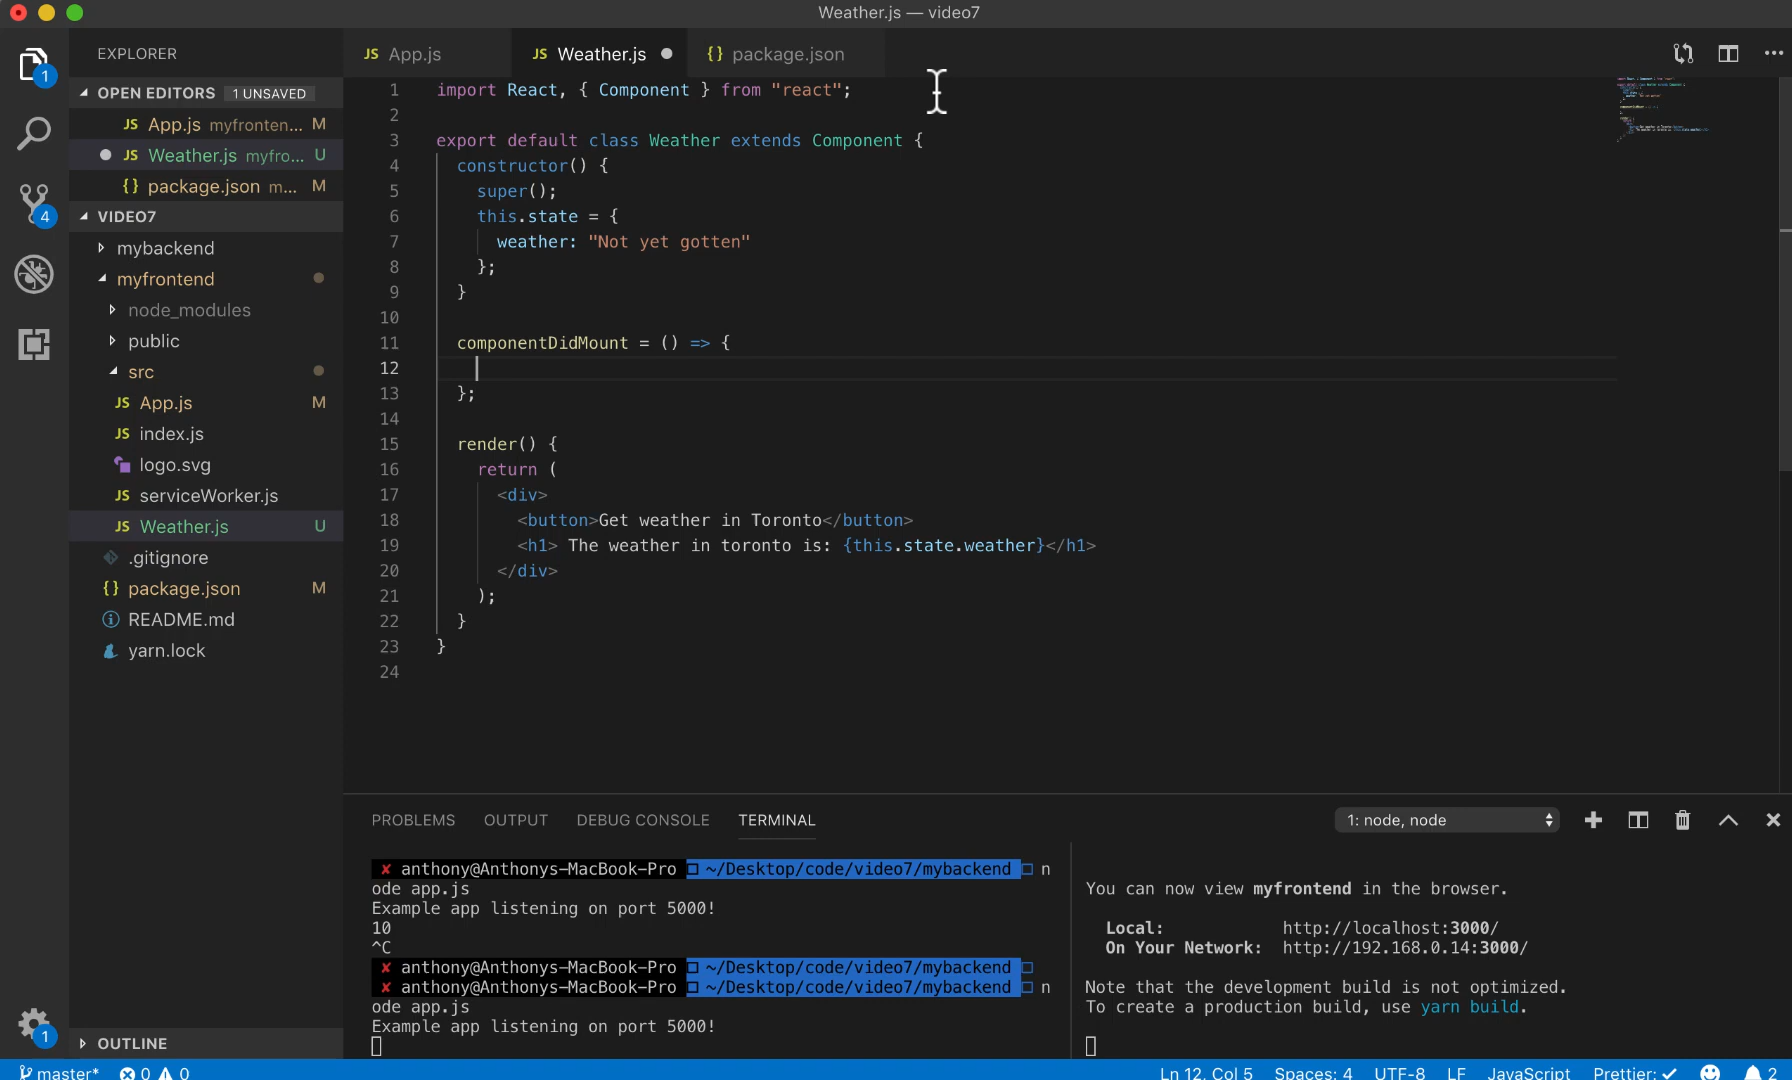 Weather.js — video7
EXPLORER
OPEN EDITORS 1 UNSAVED
JS App.js myfronten... M
JS Weather.js myfro... U
{} package.json m... M
VIDEO7
mybackend
myfrontend
node_modules
public
src
JS App.js M
JS index.js
logo.svg
JS serviceWorker.js
JS Weather.js U
.gitignore
{} package.json M
README.md
yarn.lock
OUTLINE
1
4
1
JS App.js JS Weather.js {} package.json
1 import React, { Component } from "react";
2
3 export default class Weather extends Component {
4 constructor() {
5 super();
6 this.state = {
7 weather: "Not yet gotten"
8 };
9 }
10
11 componentDidMount = () => {
12
13 };
14
15 render() {
16 return (
17 <div>
18 <button>Get weather in Toronto</button>
19 <h1> The weather in toronto is: {this.state.weather}</h1>
20 </div>
21 );
22 }
23 }
24
PROBLEMS OUTPUT DEBUG CONSOLE TERMINAL 1: node, node
✘ anthony@Anthonys-MacBook-Pro ~/Desktop/code/video7/mybackend n
ode app.js
Example app listening on port 5000!
10
^C
✘ anthony@Anthonys-MacBook-Pro ~/Desktop/code/video7/mybackend
✘ anthony@Anthonys-MacBook-Pro ~/Desktop/code/video7/mybackend n
ode app.js
Example app listening on port 5000!
You can now view myfrontend in the browser.
Local: http://localhost:3000/
On Your Network: http://192.168.0.14:3000/
Note that the development build is not optimized.
To create a production build, use yarn build.
master* 0 0 Ln 12, Col 5 Spaces: 4 UTF-8 LF JavaScript Prettier: ✓ 2